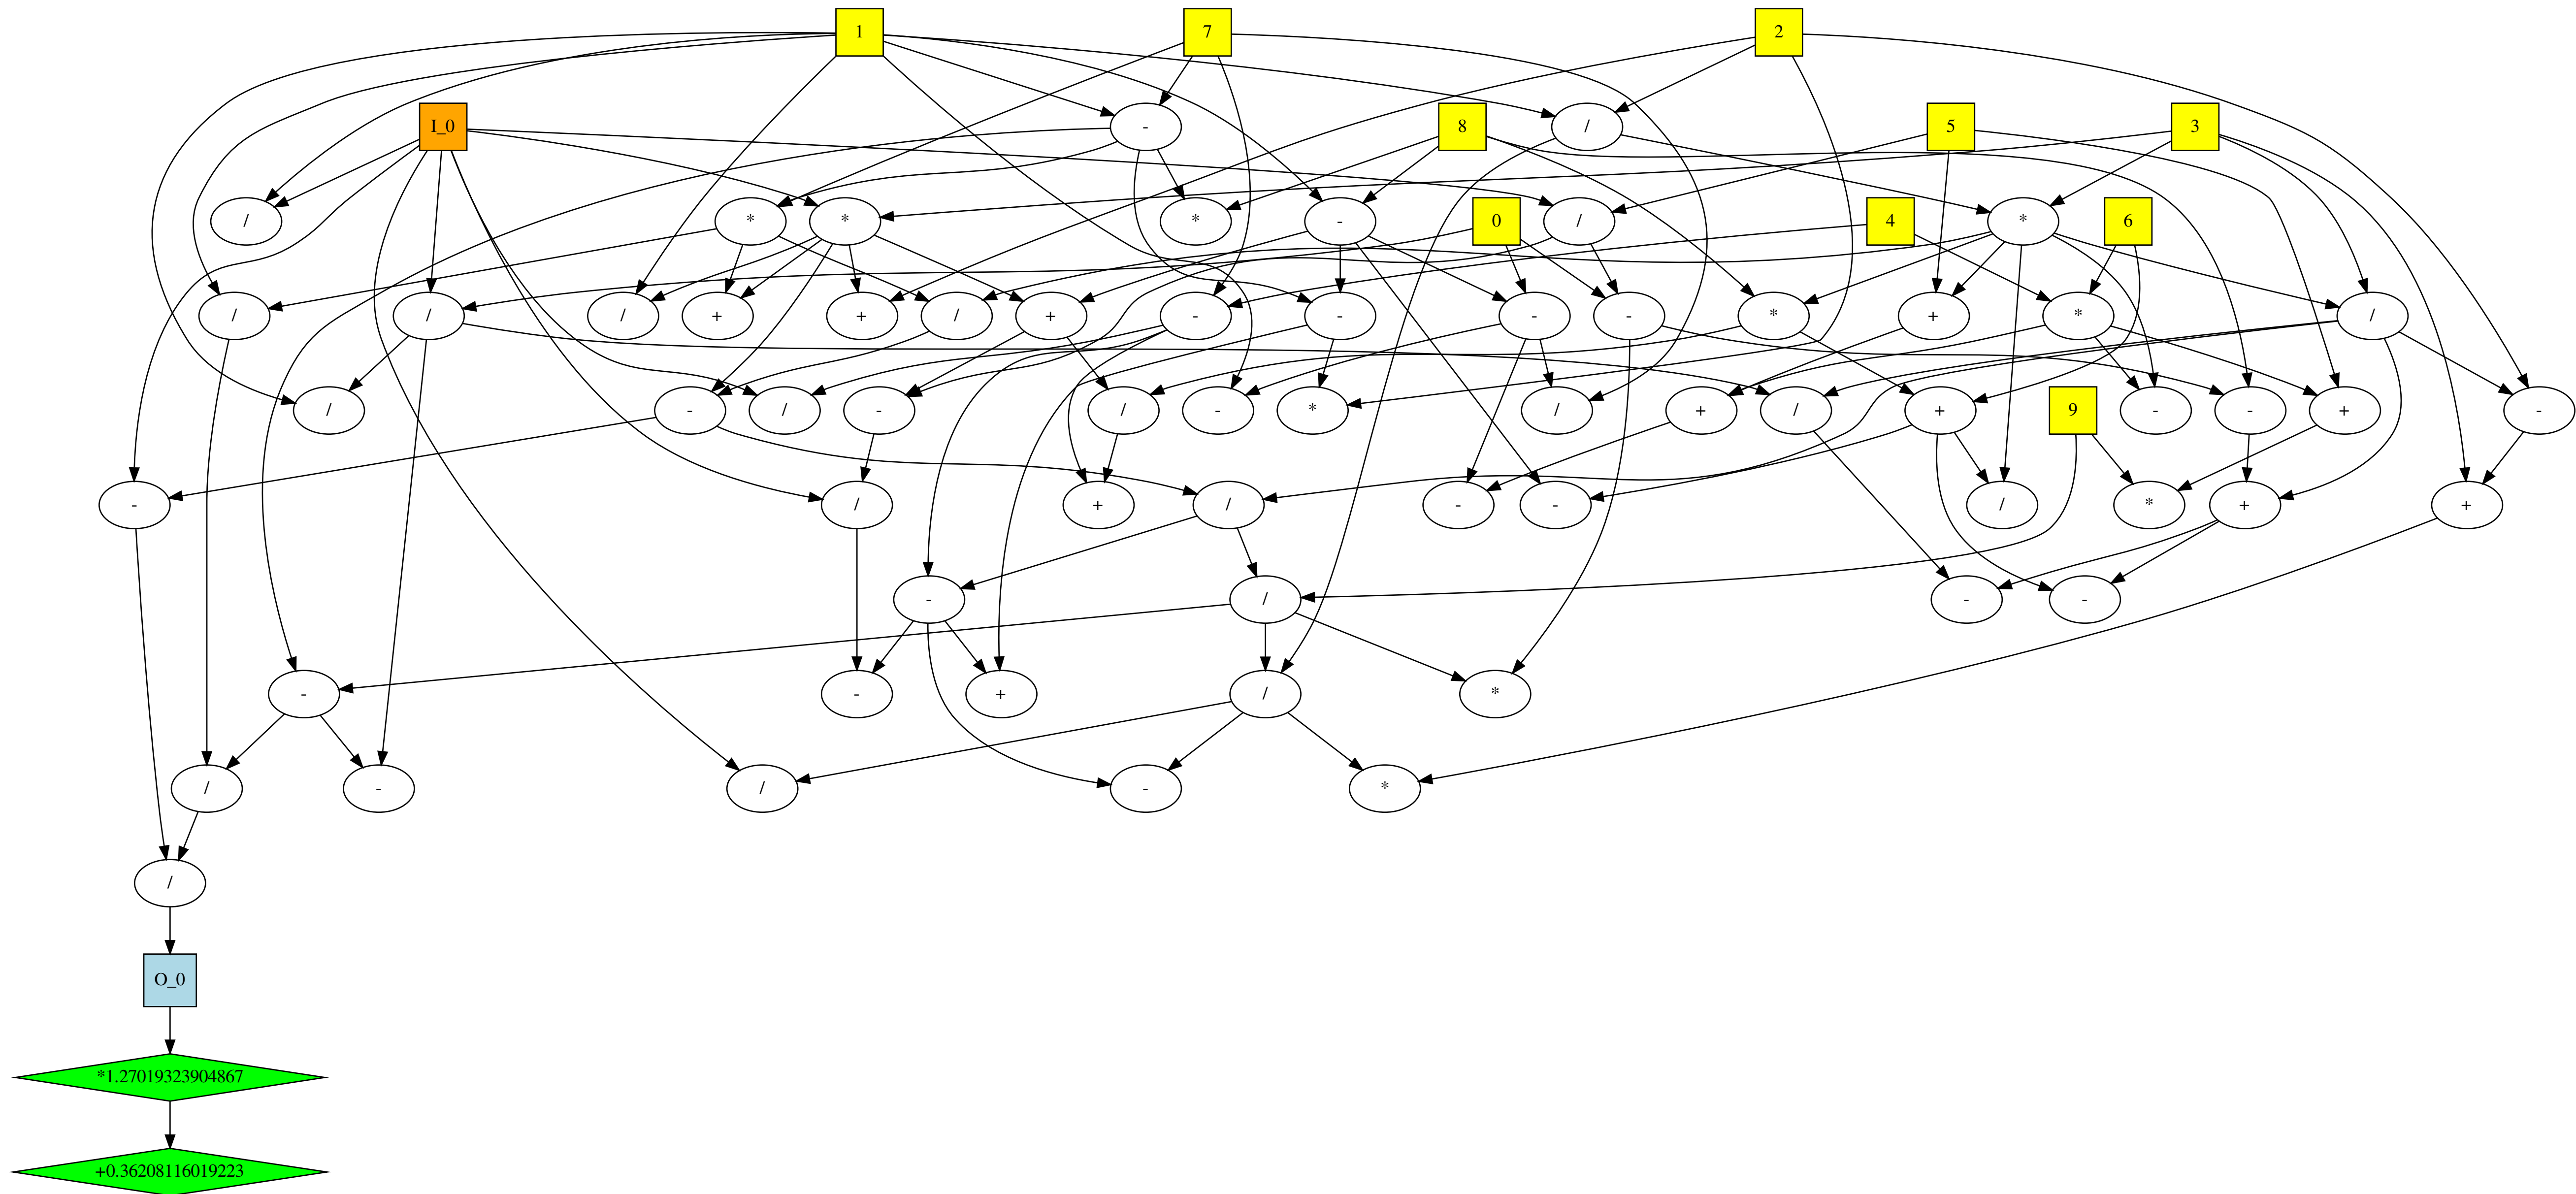 1 7 2
I_0 - 8 / 5 3
/ * * * - 0 / 4 * 6
/ / / + + / + - - - - * + * /
/ - / - / - * / + / + 9 - - + -
- / + / - - / * + +
- / - -
- - + / *
/ - / - *
/
O_0
*1.27019323904867
+0.36208116019223